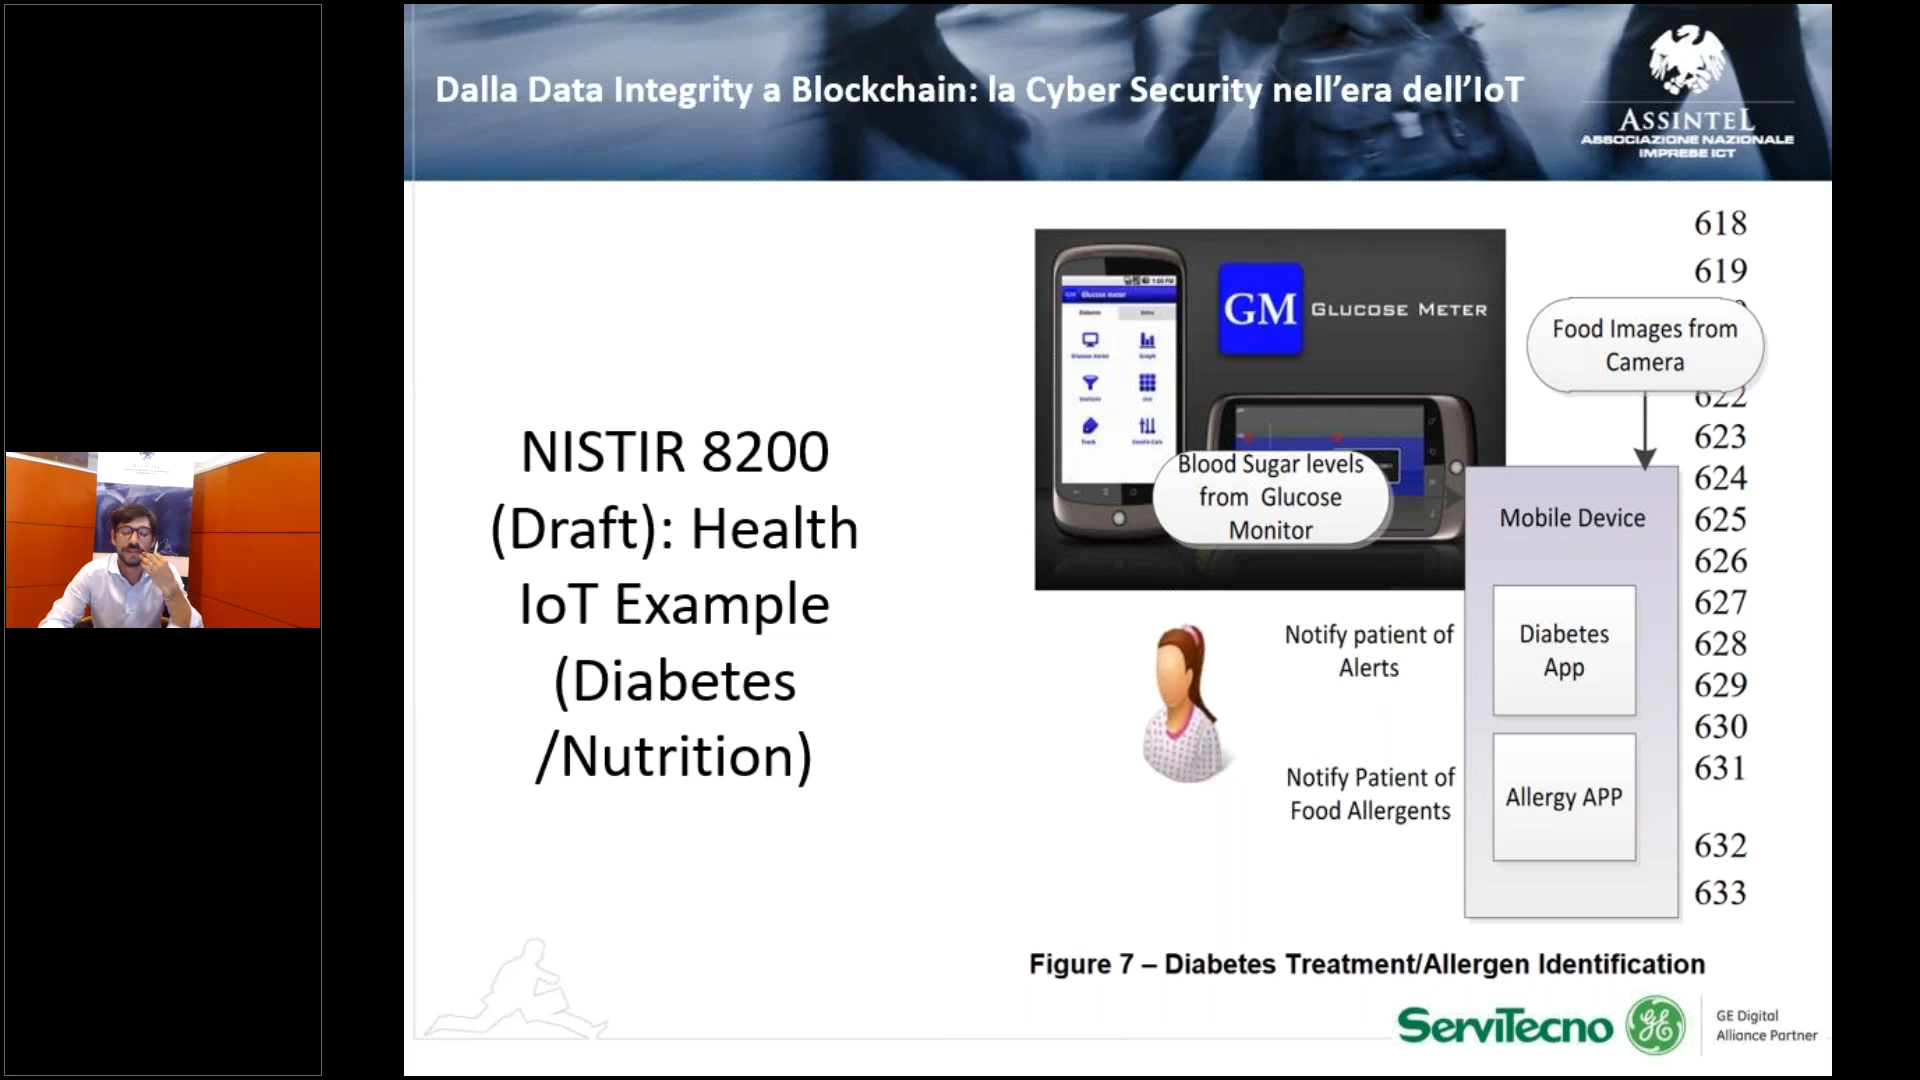 Dalla Data Integrity a Blockchain: la Cyber Security nell'era dell'IoT
ASSINTEL
ASSOCIAZIONE NAZIONALE
IMPRESE ICT
NISTIR 8200
(Draft): Health
IoT Example
(Diabetes
/Nutrition)
Glucose meter
GM GLUCOSE METER
Blood Sugar levels
from Glucose
Monitor
Food Images from
Camera
Mobile Device
Diabetes
App
Allergy APP
Notify patient of
Alerts
Notify Patient of
Food Allergents
618
619
622
623
624
625
626
627
628
629
630
631
632
633
Figure 7 – Diabetes Treatment/Allergen Identification
ServiTecno
GE Digital
Alliance Partner